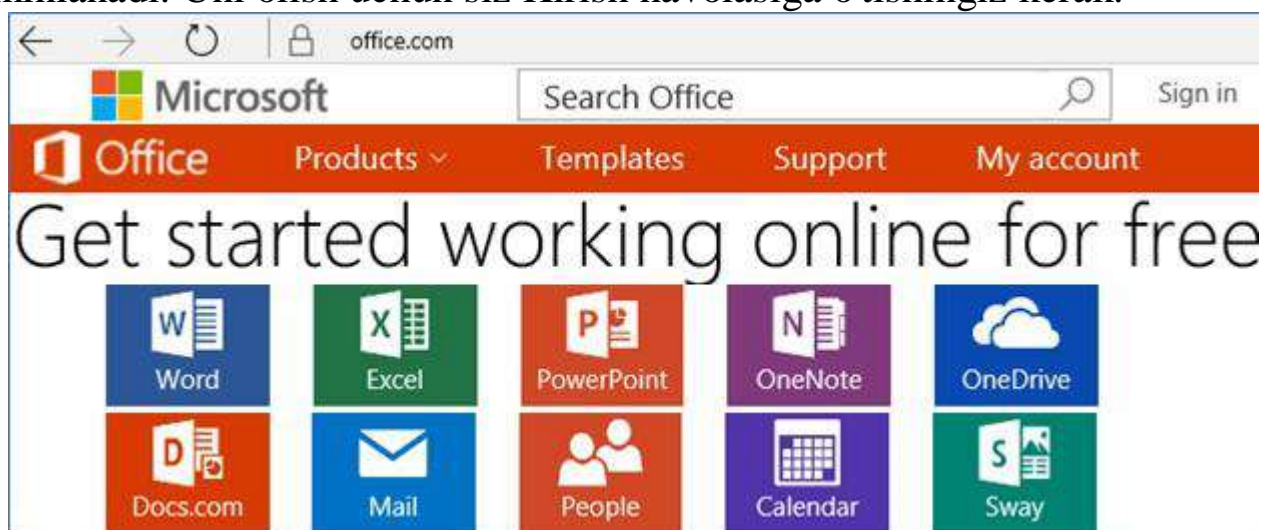 office.com
Microsoft Search Office Sign in
Office Products Templates Support My account
Get started working online for free
Word Excel PowerPoint OneNote OneDrive
Docs.com Mail People Calendar Sway